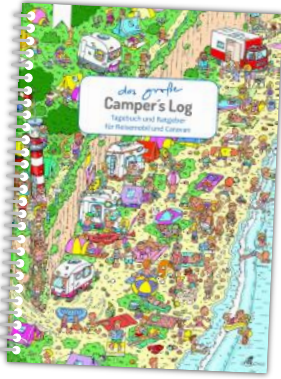 das große
Camper's Log
Tagebuch und Ratgeber
für Reisemobil und Caravan